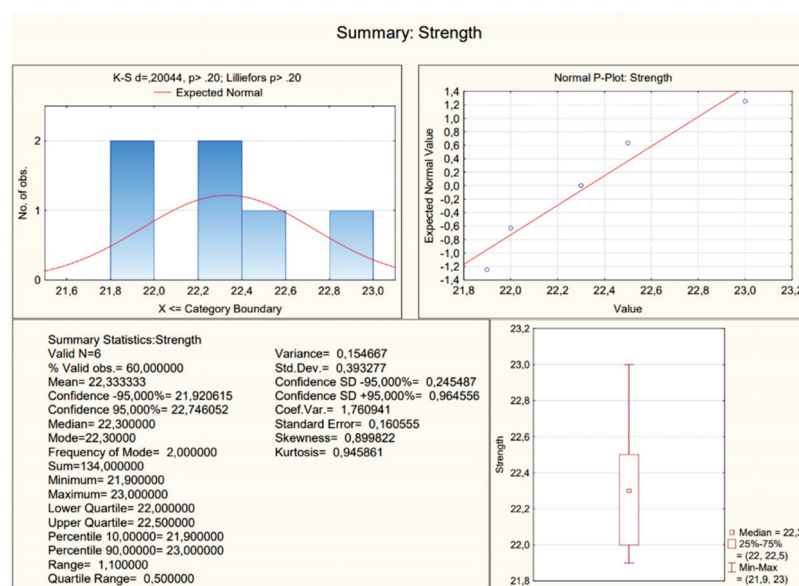 Summary: Strength
K-S d=,20044, p> .20; Lilliefors p> .20
Expected Normal
No. of obs.
2
1
0
21,6 21,8 22,0 22,2 22,4 22,6 22,8 23,0
X <= Category Boundary
Normal P-Plot: Strength
Expected Normal Value
1,4
1,2
1,0
0,8
0,6
0,4
0,2
0,0
-0,2
-0,4
-0,6
-0,8
-1,0
-1,2
-1,4
21,8 22,0 22,2 22,4 22,6 22,8 23,0
Value
Summary Statistics:Strength
Valid N=6
% Valid obs.= 60,000000
Mean= 22,333333
Confidence -95,000%= 21,920615
Confidence 95,000%= 22,746052
Median= 22,300000
Mode=22,30000
Frequency of Mode= 2,000000
Sum=134,000000
Minimum= 21,900000
Maximum= 23,000000
Lower Quartile= 22,000000
Upper Quartile= 22,500000
Percentile 10,00000= 21,900000
Percentile 90,00000= 23,000000
Range= 1,100000
Quartile Range= 0,500000
Variance= 0,154667
Std.Dev.= 0,393277
Confidence SD -95,000%= 0,245487
Confidence SD +95,000%= 0,964556
Coef.Var.= 1,760941
Standard Error= 0,160555
Skewness= 0,899822
Kurtosis= 0,945861
Strength
23,2
23,0
22,8
22,6
22,4
22,2
22,0
21,8
Median = 22,3
25%-75%
= (22, 22,5)
Min-Max
= (21,9, 23)